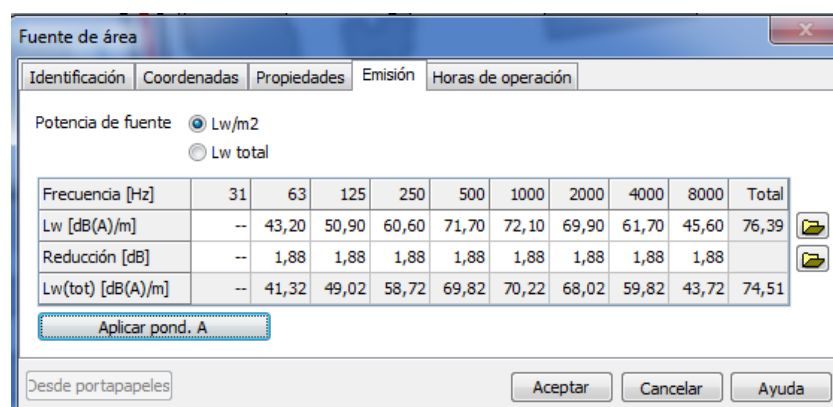 Fuente de área
Identificación Coordenadas Propiedades Emisión Horas de operación
Potencia de fuente Lw/m2
Lw total
Frecuencia [Hz] 31 63 125 250 500 1000 2000 4000 8000 Total
Lw [dB(A)/m] -- 43,20 50,90 60,60 71,70 72,10 69,90 61,70 45,60 76,39
Reducción [dB] -- 1,88 1,88 1,88 1,88 1,88 1,88 1,88 1,88
Lw(tot) [dB(A)/m] -- 41,32 49,02 58,72 69,82 70,22 68,02 59,82 43,72 74,51
Aplicar pond. A
Desde portapapeles Aceptar Cancelar Ayuda